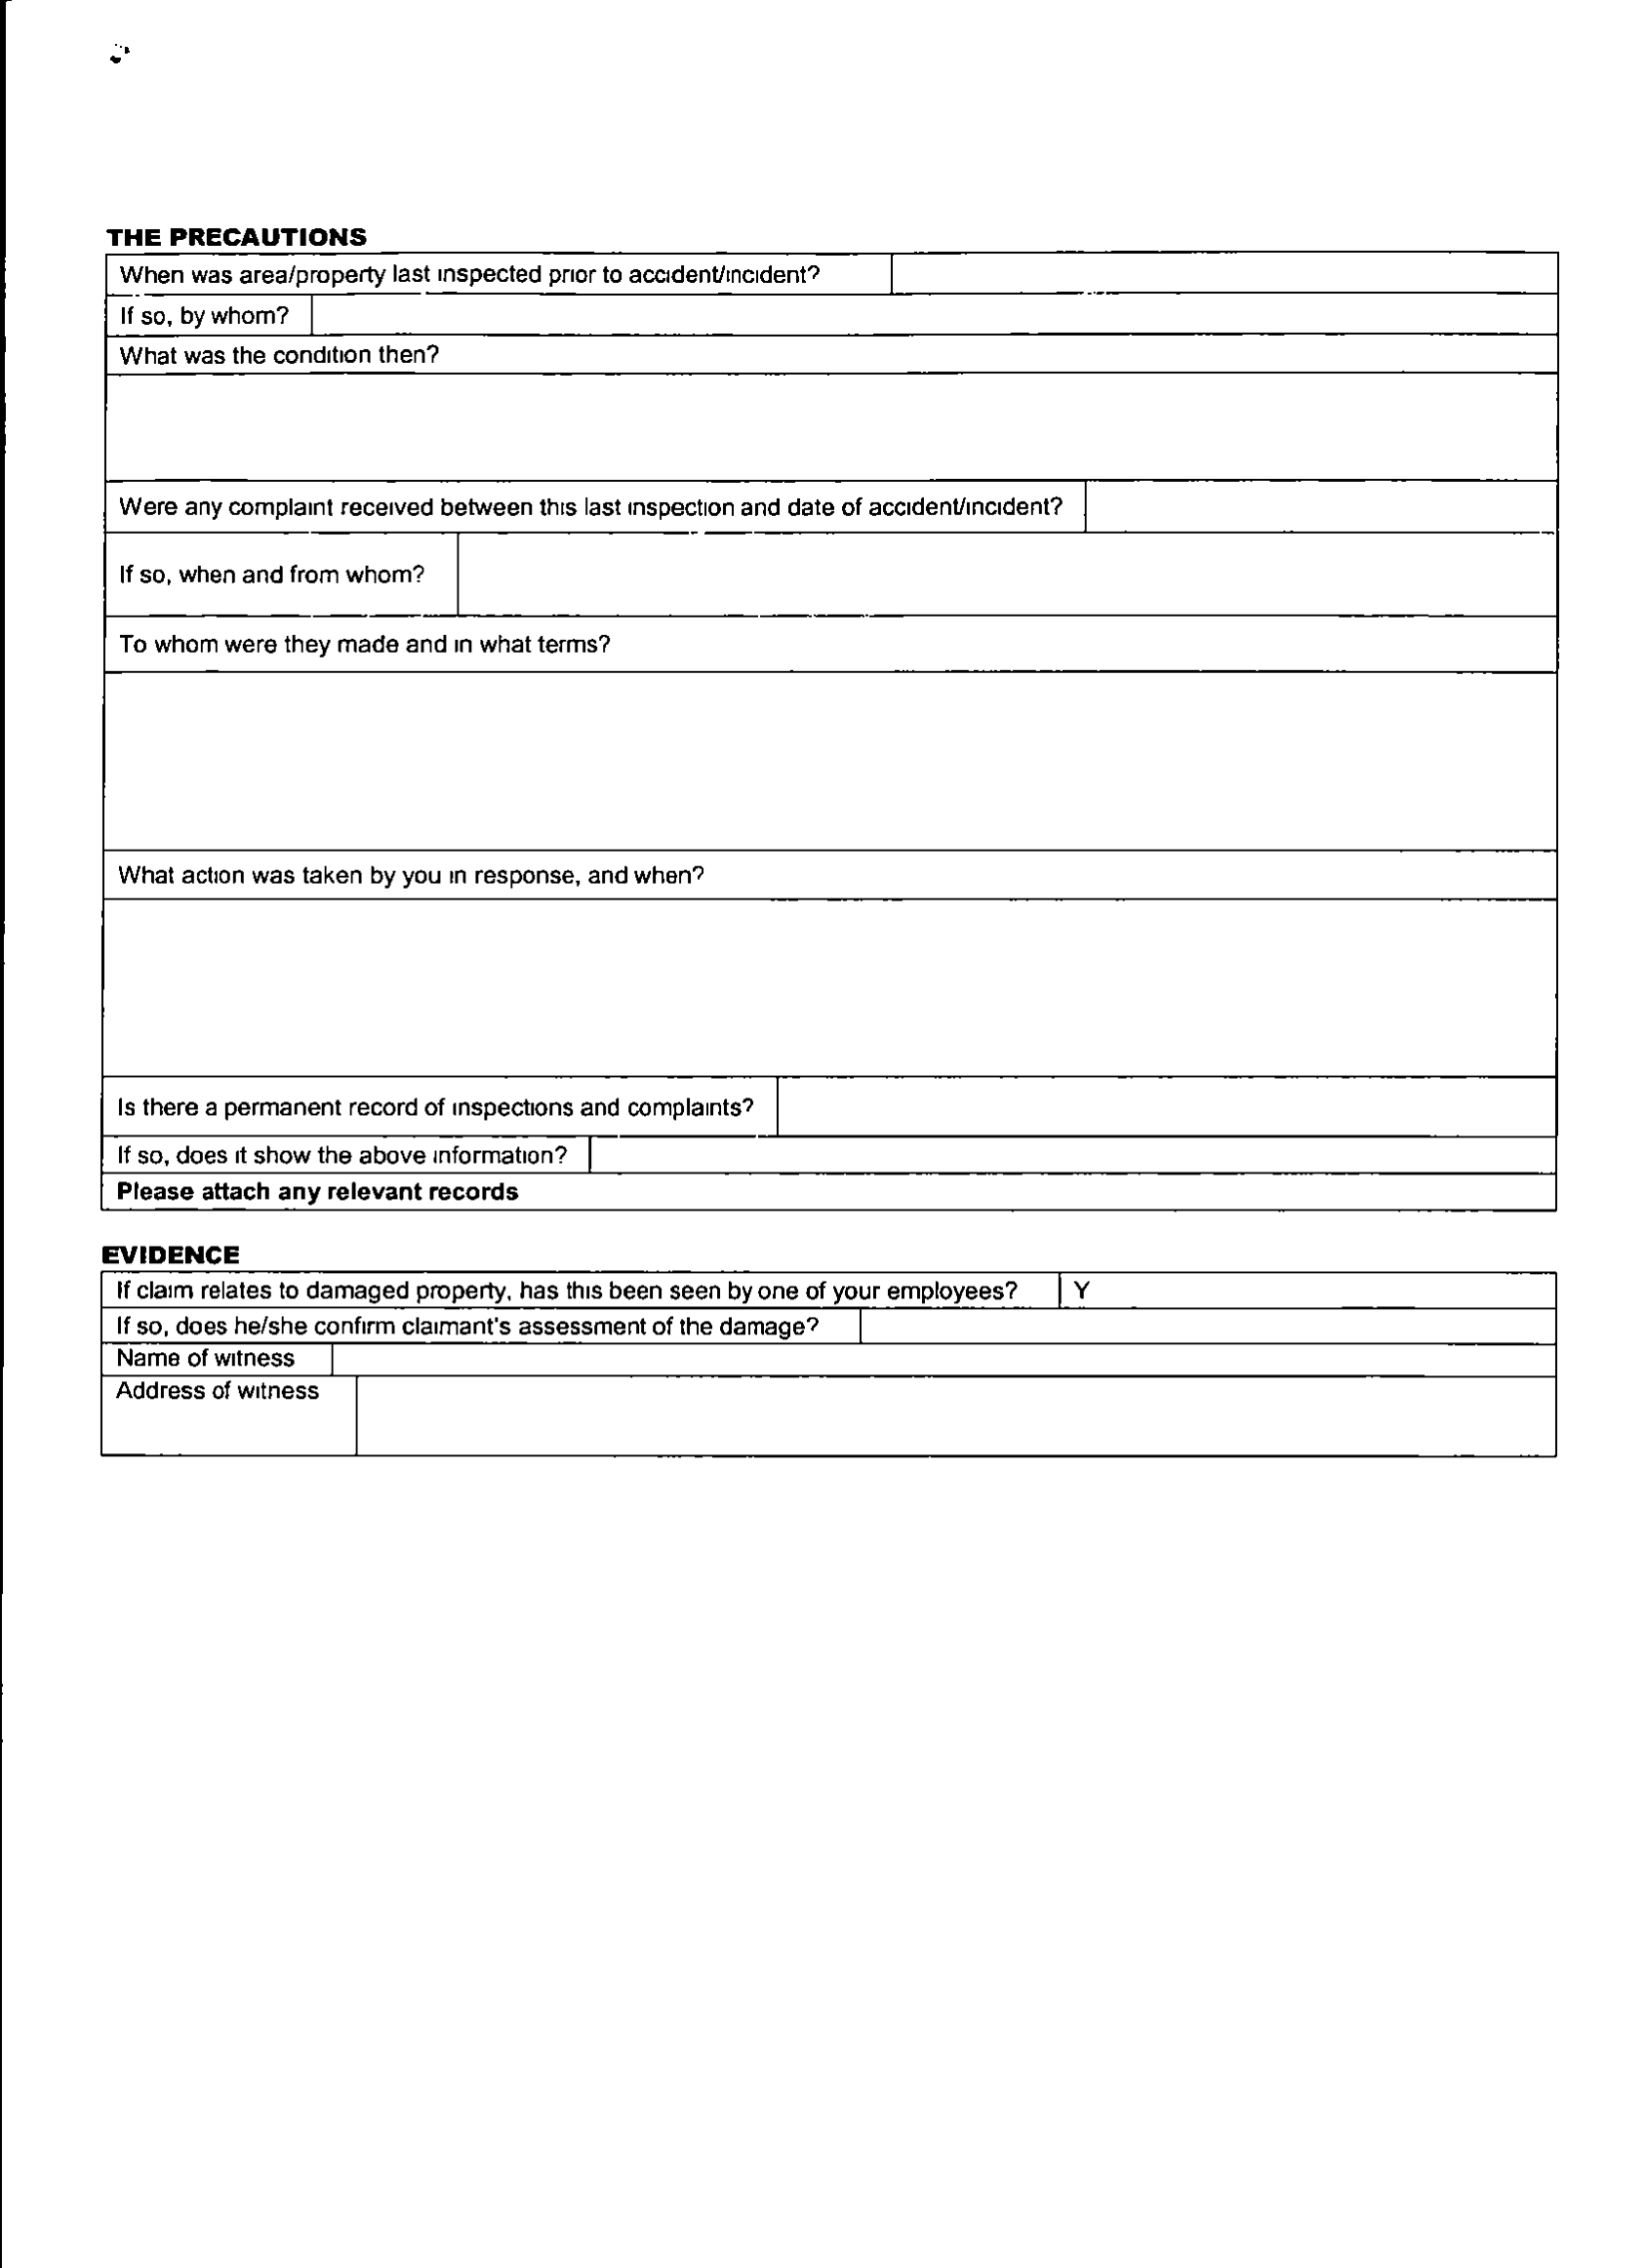 THE PRECAUTIONS
When was area/property last inspected prior to accident/incident?
If so, by whom?
What was the condition then?
Were any complaint received between this last inspection and date of accident/incident?
If so, when and from whom?
To whom were they made and in what terms?
What action was taken by you in response, and when?
Is there a permanent record of inspections and complaints?
If so, does it show the above information?
Please attach any relevant records
EVIDENCE
If claim relates to damaged property, has this been seen by one of your employees? Y
If so, does he/she confirm claimant's assessment of the damage?
Name of witness
Address of witness